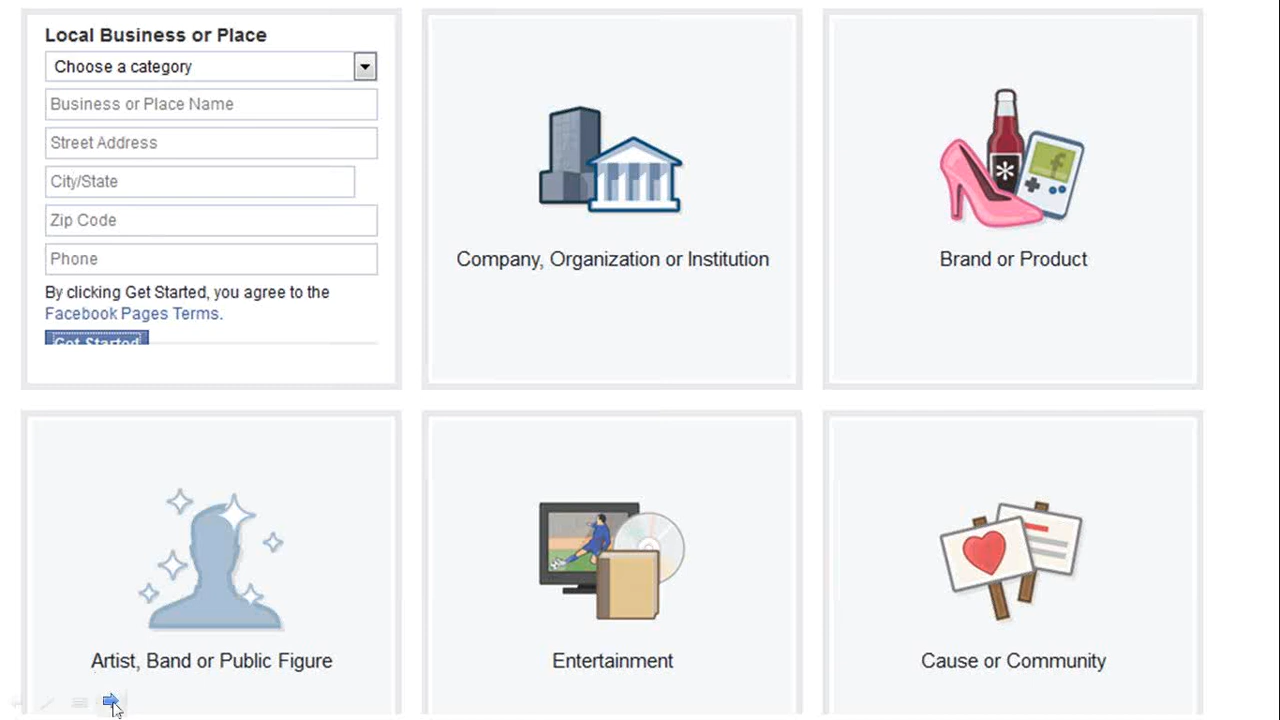 Local Business or Place
Choose a category
Business or Place Name
Street Address
City/State
Zip Code
Phone
By clicking Get Started, you agree to the
Facebook Pages Terms.
Get Started
Company, Organization or Institution
Brand or Product
Artist, Band or Public Figure
Entertainment
Cause or Community